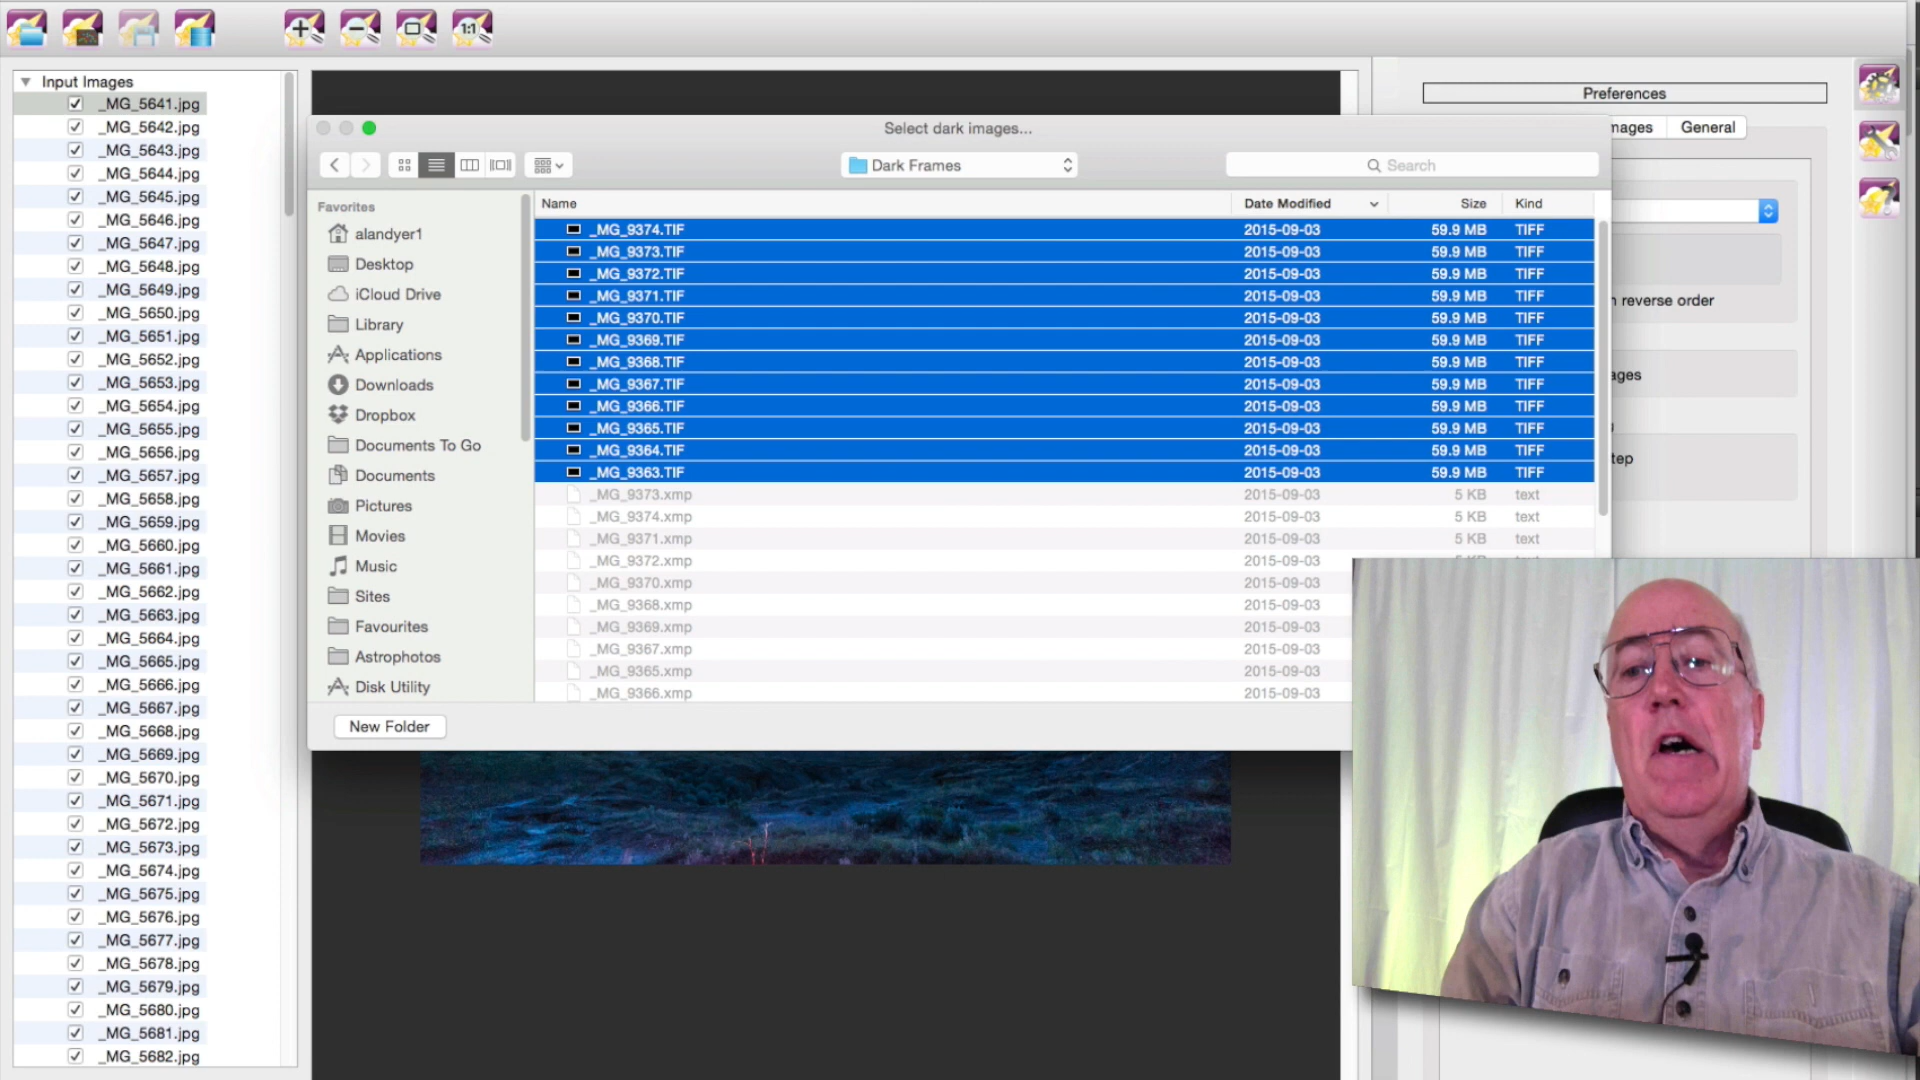 1:1
Input Images
_MG_5641.jpg
_MG_5642.jpg
_MG_5643.jpg
_MG_5644.jpg
_MG_5645.jpg
_MG_5646.jpg
_MG_5647.jpg
_MG_5648.jpg
_MG_5649.jpg
_MG_5650.jpg
_MG_5651.jpg
_MG_5652.jpg
_MG_5653.jpg
_MG_5654.jpg
_MG_5655.jpg
_MG_5656.jpg
_MG_5657.jpg
_MG_5658.jpg
_MG_5659.jpg
_MG_5660.jpg
_MG_5661.jpg
_MG_5662.jpg
_MG_5663.jpg
_MG_5664.jpg
_MG_5665.jpg
_MG_5666.jpg
_MG_5667.jpg
_MG_5668.jpg
_MG_5669.jpg
_MG_5670.jpg
_MG_5671.jpg
_MG_5672.jpg
_MG_5673.jpg
_MG_5674.jpg
_MG_5675.jpg
_MG_5676.jpg
_MG_5677.jpg
_MG_5678.jpg
_MG_5679.jpg
_MG_5680.jpg
_MG_5681.jpg
_MG_5682.jpg
Select dark images...
Dark Frames
Search
Favorites
alandyer1
Desktop
iCloud Drive
Library
Applications
Downloads
Dropbox
Documents To Go
Documents
Pictures
Movies
Music
Sites
Favourites
Astrophotos
Disk Utility
Name Date Modified Size Kind
_MG_9374.TIF 2015-09-03 59.9 MB TIFF
_MG_9373.TIF 2015-09-03 59.9 MB TIFF
_MG_9372.TIF 2015-09-03 59.9 MB TIFF
_MG_9371.TIF 2015-09-03 59.9 MB TIFF
_MG_9370.TIF 2015-09-03 59.9 MB TIFF
_MG_9369.TIF 2015-09-03 59.9 MB TIFF
_MG_9368.TIF 2015-09-03 59.9 MB TIFF
_MG_9367.TIF 2015-09-03 59.9 MB TIFF
_MG_9366.TIF 2015-09-03 59.9 MB TIFF
_MG_9365.TIF 2015-09-03 59.9 MB TIFF
_MG_9364.TIF 2015-09-03 59.9 MB TIFF
_MG_9363.TIF 2015-09-03 59.9 MB TIFF
_MG_9373.xmp 2015-09-03 5 KB text
_MG_9374.xmp 2015-09-03 5 KB text
_MG_9371.xmp 2015-09-03 5 KB text
_MG_9372.xmp 2015-09-03
_MG_9370.xmp 2015-09-03
_MG_9368.xmp 2015-09-03
_MG_9369.xmp 2015-09-03
_MG_9367.xmp 2015-09-03
_MG_9365.xmp 2015-09-03
_MG_9366.xmp 2015-09-03
New Folder
Preferences
mages General
n reverse order
ages
tep